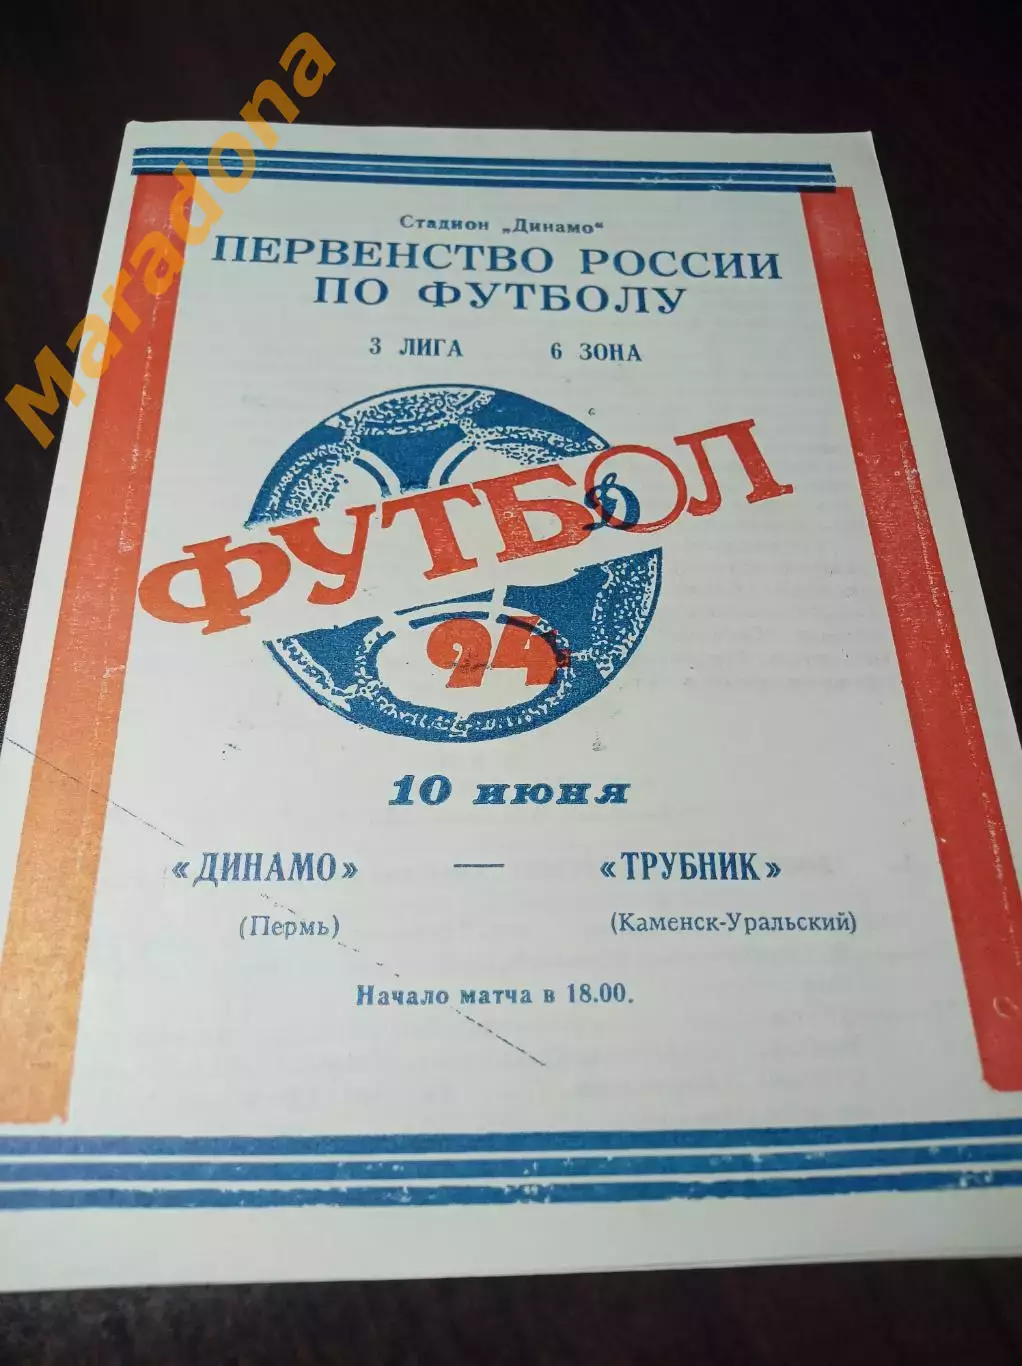 Maradona
Стадион „Динамо“
ПЕРВЕНСТВО РОССИИ
ПО ФУТБОЛУ
3 ЛИГА 6 ЗОНА
ФУТБОЛ
Д
94
10 июня
«ДИНАМО» — «ТРУБНИК»
(Пермь) (Каменск-Уральский)
Начало матча в 18.00.